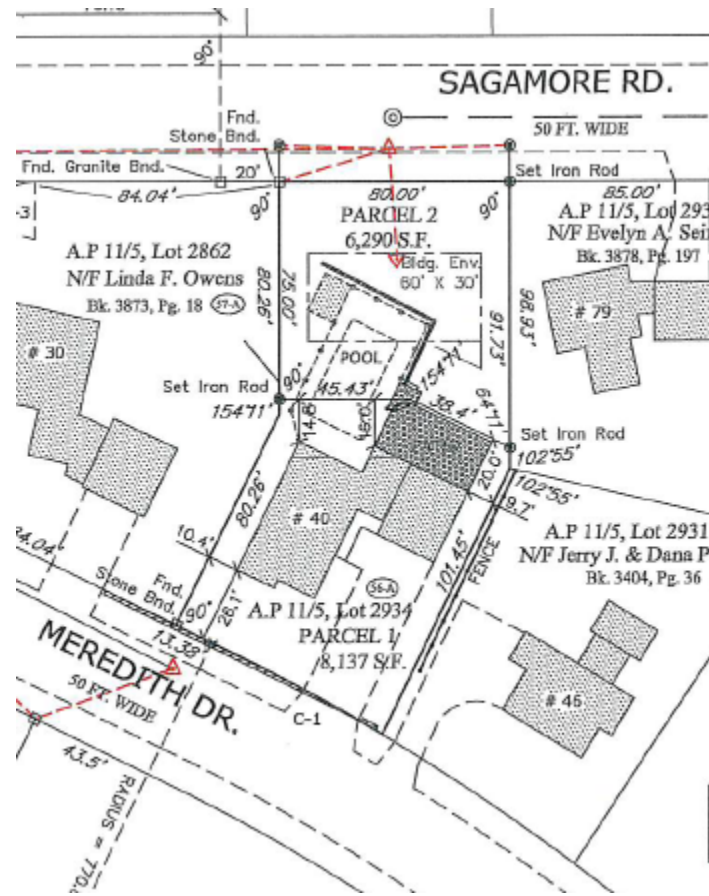 90°
SAGAMORE RD.
50 FT. WIDE
Fnd.
Stone Bnd.
Fnd. Granite Bnd.
20'
84.04'
80.00'
Set Iron Rod
85.00'
90°
90°
PARCEL 2
6,290 S.F.
A.P 11/5, Lot 2862
N/F Linda F. Owens
Bk. 3873, Pg. 18
57-A
A.P 11/5, Lot 293
N/F Evelyn A.
Bk. 3878, Pg. 197
80.26'
75.00'
Bldg. Env.
60' X 30'
91.73'
98.93'
# 79
# 30
POOL
90°
45.43'
154°11'
38.4'
64°11'
Set Iron Rod
154°11'
14.8'
Set Iron Rod
102°55'
102°55'
20.0'
9.7'
80.26'
# 40
10.4'
101.45'
FENCE
A.P 11/5, Lot 2931
N/F Jerry J. & Dana P
Bk. 3404, Pg. 36
Fnd.
Stone Bnd.
90°
26.1'
13.38'
56-A
A.P 11/5, Lot 2934
PARCEL 1
8,137 S.F.
MEREDITH DR.
50 FT. WIDE
C-1
# 45
43.5'
RADIUS = 770.